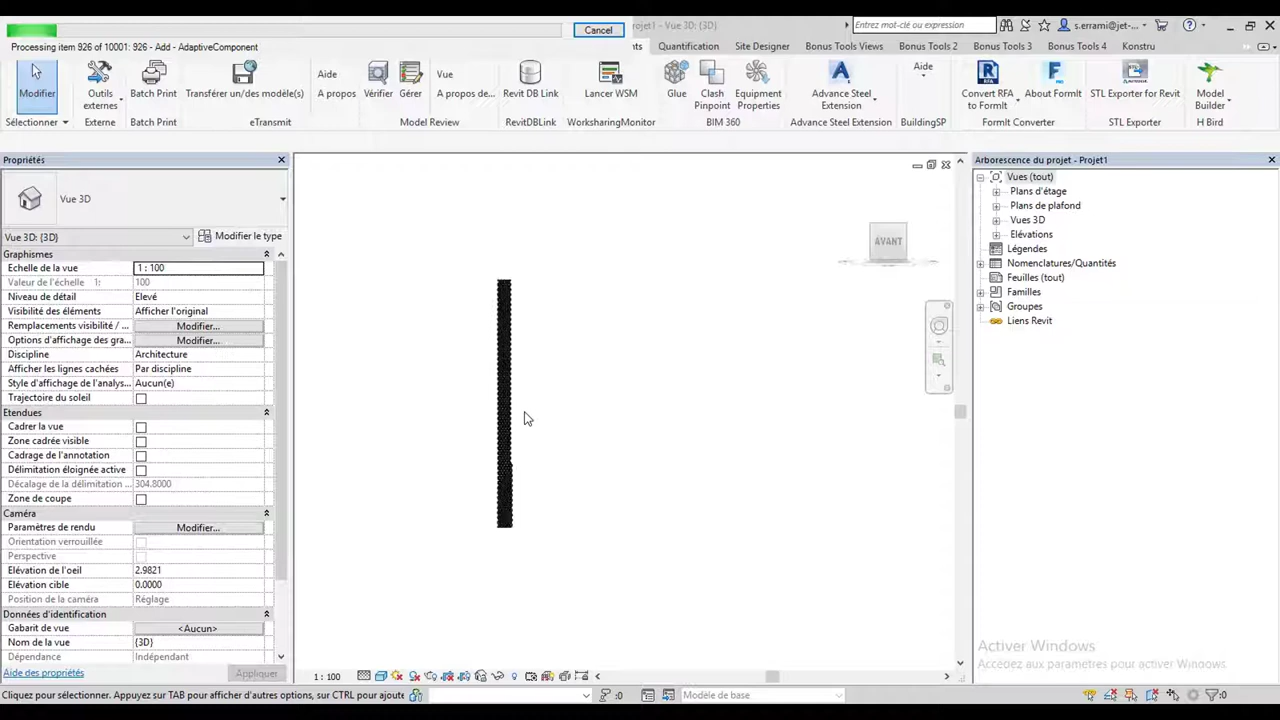 Projet1 - Vue 3D: {3D}
Entrez mot-clé ou expression
s.errami@jet-...
Cancel
Processing item 926 of 10001: 926 - Add - AdaptiveComponent
Quantification
Site Designer
Bonus Tools Views
Bonus Tools 2
Bonus Tools 3
Bonus Tools 4
Konstru
Modifier
Outils externes
Batch Print
Transférer un/des modèle(s)
Aide
A propos
Vérifier
Gérer
Vue
A propos de...
Revit DB Link
Lancer WSM
Glue
Clash Pinpoint
Equipment Properties
Advance Steel Extension
Aide
Convert RFA to FormIt
About FormIt
STL Exporter for Revit
Model Builder
Sélectionner
Externe
Batch Print
eTransmit
Model Review
RevitDBLink
WorksharingMonitor
BIM 360
Advance Steel Extension
BuildingSP
FormIt Converter
STL Exporter
H Bird
Propriétés
Vue 3D
Vue 3D: {3D}
Modifier le type
Graphismes
Echelle de la vue 1 : 100
Valeur de l'échelle 1: 100
Niveau de détail Elevé
Visibilité des éléments Afficher l'original
Remplacements visibilité / ... Modifier...
Options d'affichage des gra... Modifier...
Discipline Architecture
Afficher les lignes cachées Par discipline
Style d'affichage de l'analys... Aucun(e)
Trajectoire du soleil
Etendues
Cadrer la vue
Zone cadrée visible
Cadrage de l'annotation
Délimitation éloignée active
Décalage de la délimitation ... 304.8000
Zone de coupe
Caméra
Paramètres de rendu Modifier...
Orientation verrouillée
Perspective
Elévation de l'oeil 2.9821
Elévation cible 0.0000
Position de la caméra Réglage
Données d'identification
Gabarit de vue <Aucun>
Nom de la vue {3D}
Dépendance Indépendant
Aide des propriétés
Appliquer
AVANT
1 : 100
Arborescence du projet - Projet1
Vues (tout)
Plans d'étage
Plans de plafond
Vues 3D
Elévations
Légendes
Nomenclatures/Quantités
Feuilles (tout)
Familles
Groupes
Liens Revit
Activer Windows
Accédez aux paramètres pour activer Windows.
Cliquez pour sélectionner. Appuyez sur TAB pour afficher d'autres options, sur CTRL pour ajoute
:0
Modèle de base
:0